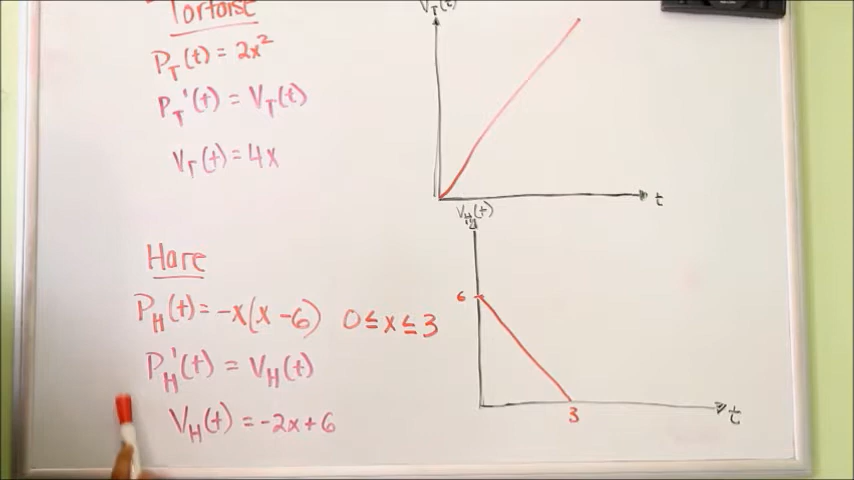 Tortoise
P_T(t) = 2x²
P_T'(t) = V_T(t)
V_T(t) = 4x
V_T(t)
t
Hare
P_H(t) = -x(x-6) 0 ≤ x ≤ 3
P_H'(t) = V_H(t)
V_H(t) = -2x+6
V_H(t)
6
3
t